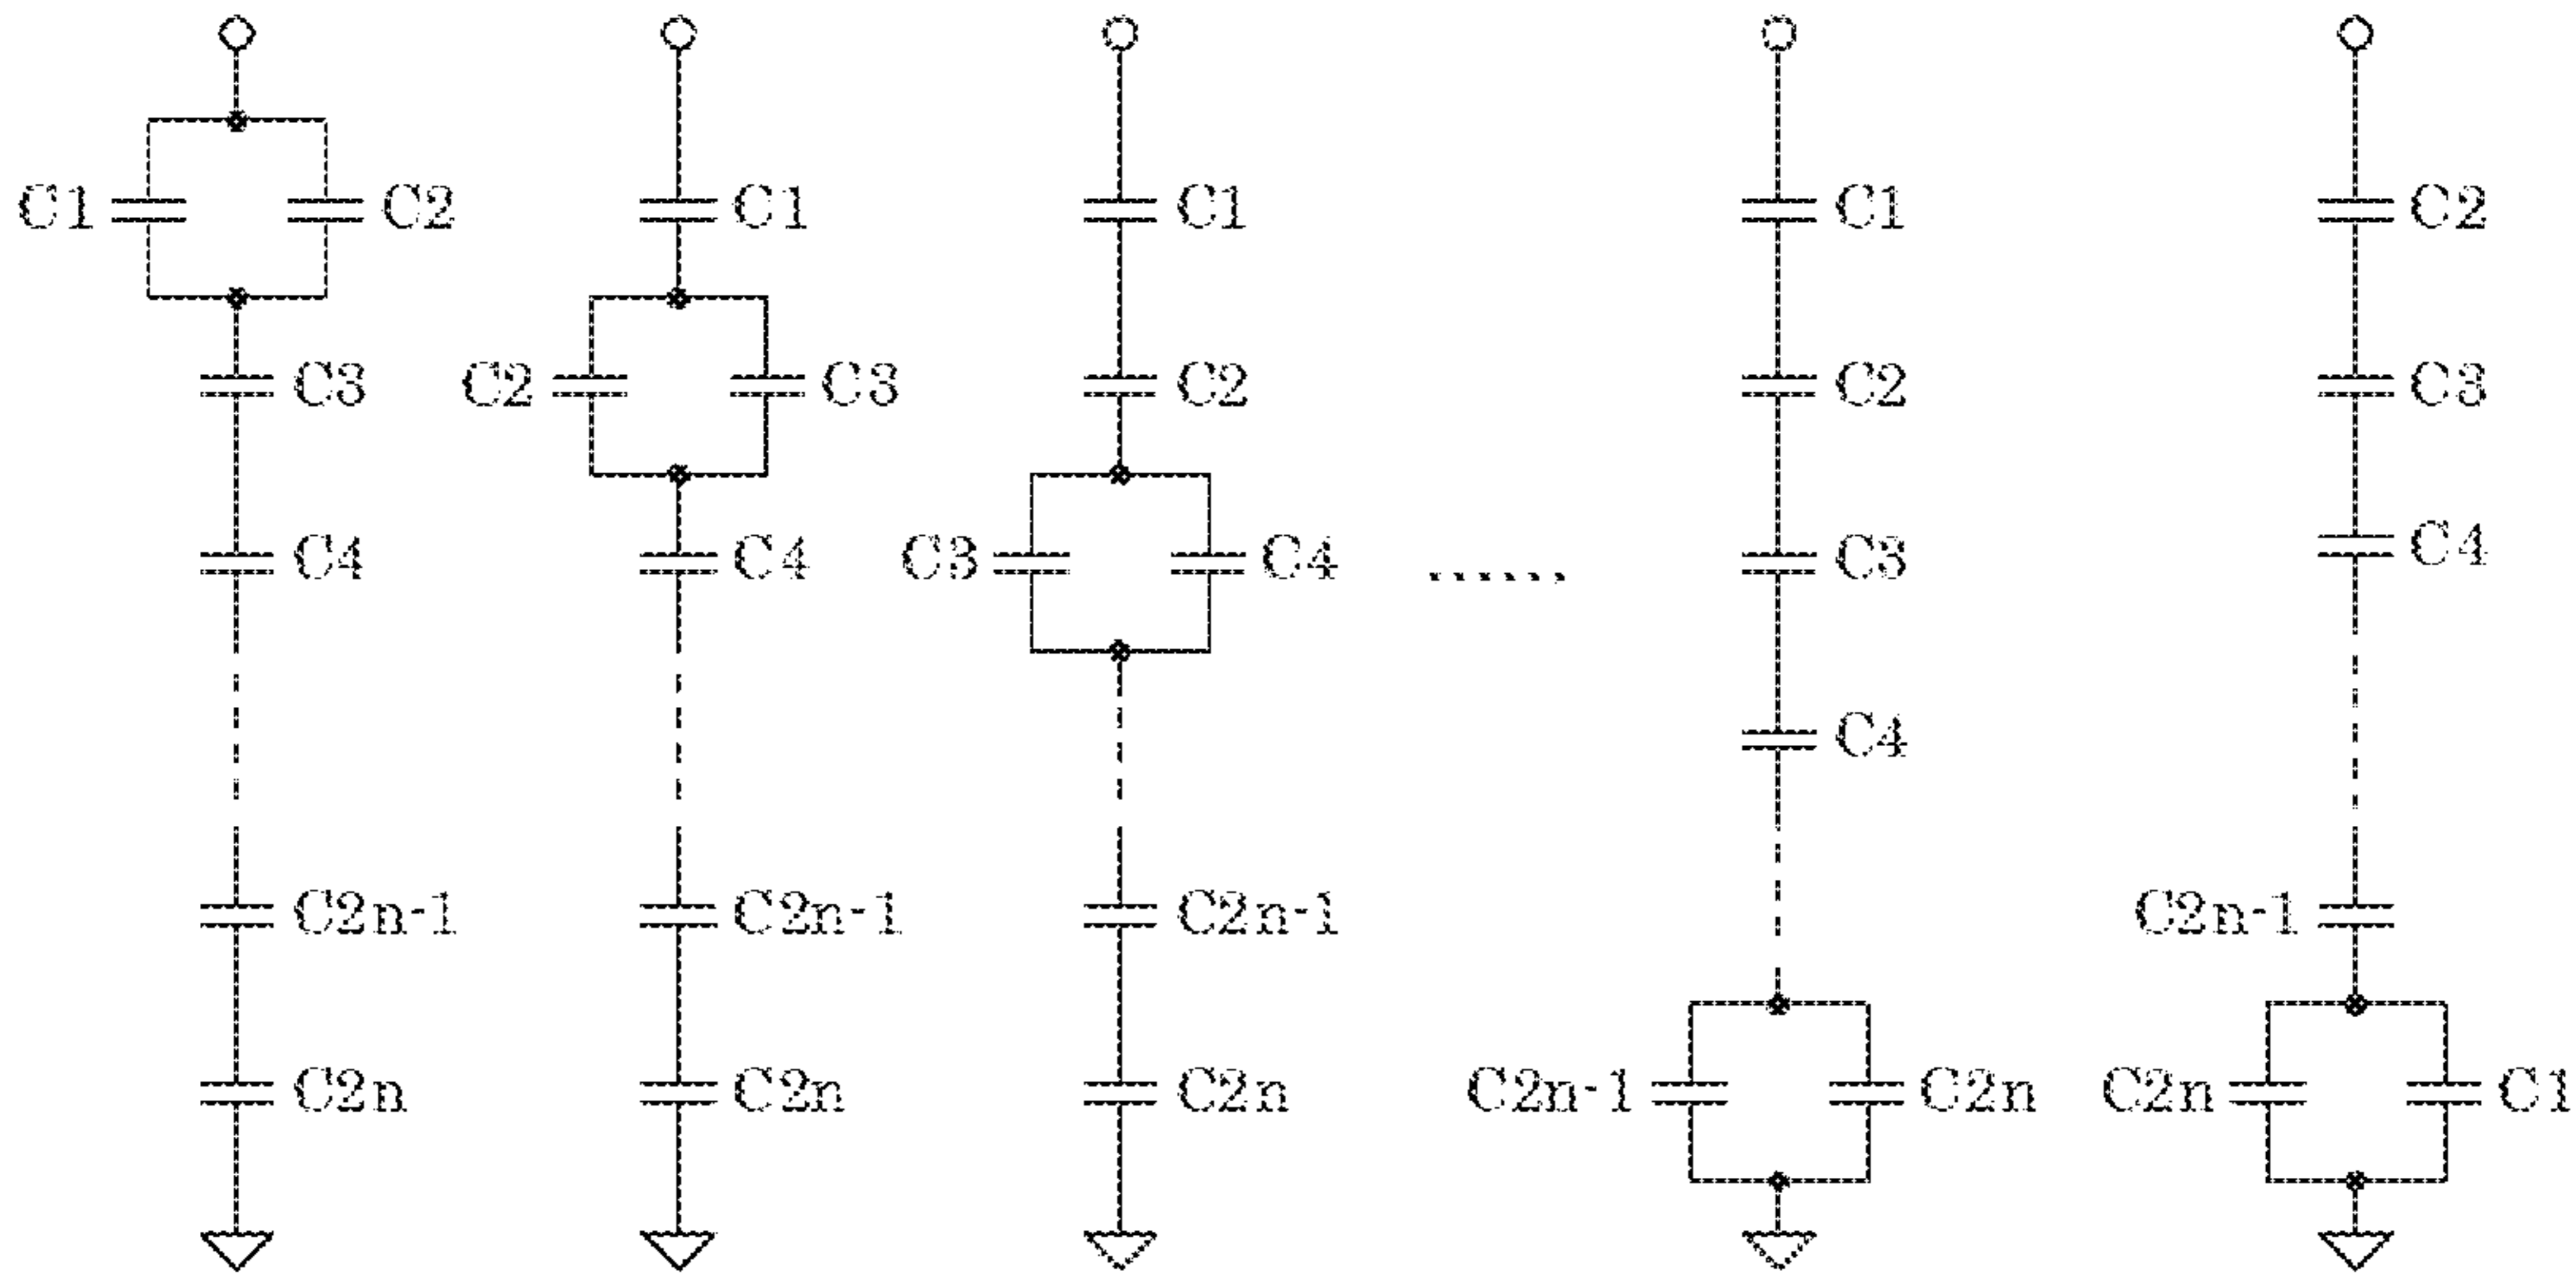 C1 C2 C1 C1 C1 C2
C3 C2 C3 C2 C2 C3
C4 C4 C3 C4 ...... C3 C4
C4
C2n-1 C2n-1 C2n-1 C2n-1
C2n C2n C2n C2n-1 C2n C2n C1